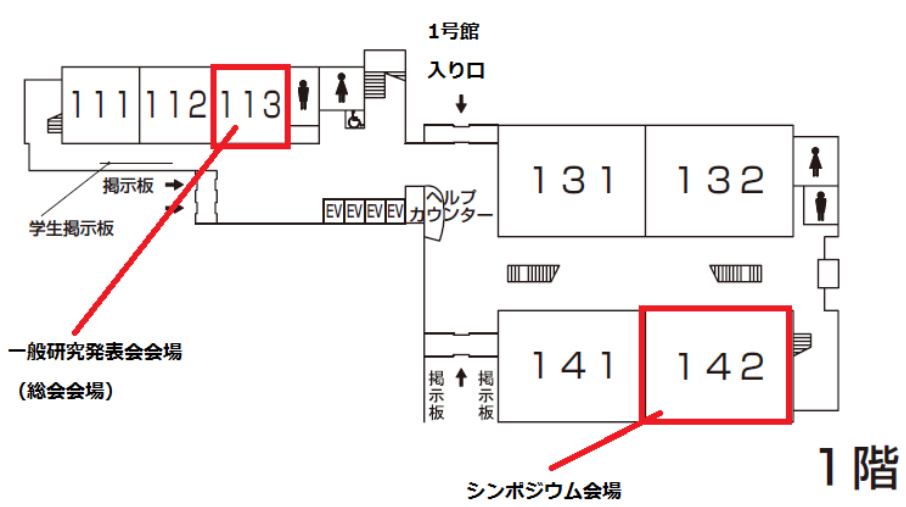 1号館
入り口
111
112
113
131
132
掲示板
学生掲示板
EV EV EV EV
ヘルプ
カウンター
一般研究発表会会場
（総会会場）
141
142
掲示板
掲示板
シンポジウム会場
1階